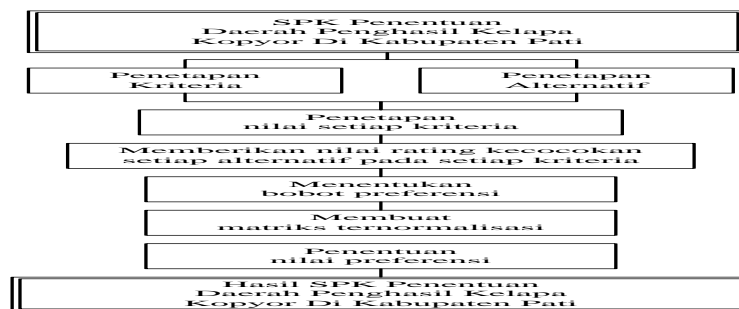 SPK Penentuan
Daerah Penghasil Kelapa
Kopyor Di Kabupaten Pati
Penetapan
Kriteria
Penetapan
Alternatif
Penetapan
nilai setiap kriteria
Memberikan nilai rating kecocokan
setiap alternatif pada setiap kriteria
Menentukan
bobot preferensi
Membuat
matriks ternormalisasi
Penentuan
nilai preferensi
Hasil SPK Penentuan
Daerah Penghasil Kelapa
Kopyor Di Kabupaten Pati